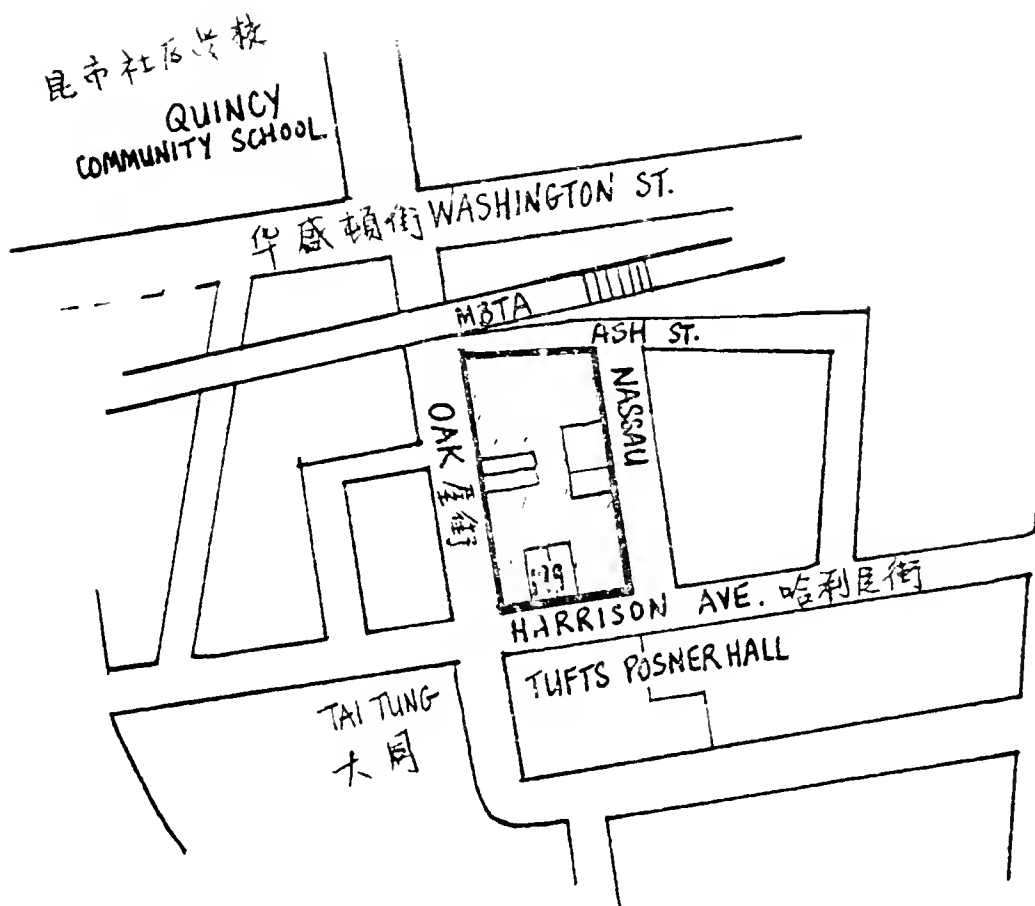 昆市社区学校
QUINCY
COMMUNITY SCHOOL
华盛頓街 WASHINGTON ST.
MBTA
ASH ST.
NASSAU
OAK 屋街
HARRISON AVE. 哈利臣街
TUFTS POSNER HALL
TAI TUNG
大同